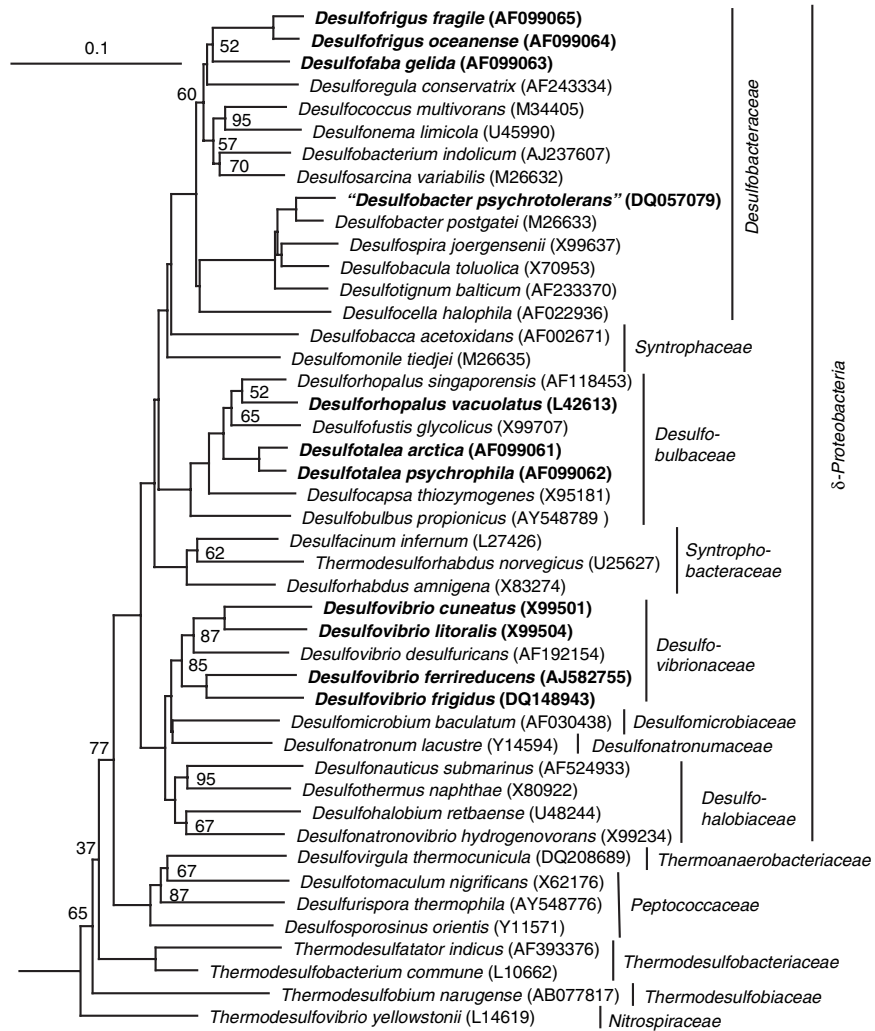 Desulfofrigus fragile (AF099065)
Desulfofrigus oceanense (AF099064)
52
0.1
Desulfofaba gelida (AF099063)
Desulforegula conservatrix (AF243334)
60
Desulfococcus multivorans (M34405)
95
Desulfonema limicola (U45990)
57
Desulfobacterium indolicum (AJ237607)
70
Desulfosarcina variabilis (M26632)
Desulfobacteraceae
“Desulfobacter psychrotolerans” (DQ057079)
Desulfobacter postgatei (M26633)
Desulfospira joergensenii (X99637)
Desulfobacula toluolica (X70953)
Desulfotignum balticum (AF233370)
Desulfocella halophila (AF022936)
Desulfobacca acetoxidans (AF002671)
Syntrophaceae
Desulfomonile tiedjei (M26635)
Desulforhopalus singaporensis (AF118453)
52
Desulforhopalus vacuolatus (L42613)
65
Desulfofustis glycolicus (X99707)
Desulfo-
bulbaceae
Desulfotalea arctica (AF099061)
Desulfotalea psychrophila (AF099062)
δ-Proteobacteria
Desulfocapsa thiozymogenes (X95181)
Desulfobulbus propionicus (AY548789 )
Desulfacinum infernum (L27426)
62
Thermodesulforhabdus norvegicus (U25627)
Syntropho-
bacteraceae
Desulforhabdus amnigena (X83274)
Desulfovibrio cuneatus (X99501)
87
Desulfovibrio litoralis (X99504)
Desulfovibrio desulfuricans (AF192154)
Desulfo-
vibrionaceae
85
Desulfovibrio ferrireducens (AJ582755)
Desulfovibrio frigidus (DQ148943)
Desulfomicrobium baculatum (AF030438)
Desulfomicrobiaceae
Desulfonatronum lacustre (Y14594)
Desulfonatronumaceae
77
Desulfonauticus submarinus (AF524933)
95
Desulfothermus naphthae (X80922)
Desulfo-
halobiaceae
Desulfohalobium retbaense (U48244)
67
Desulfonatronovibrio hydrogenovorans (X99234)
37
Desulfovirgula thermocunicula (DQ208689)
Thermoanaerobacteriaceae
67
Desulfotomaculum nigrificans (X62176)
87
Desulfurispora thermophila (AY548776)
Peptococcaceae
65
Desulfosporosinus orientis (Y11571)
Thermodesulfatator indicus (AF393376)
Thermodesulfobacteriaceae
Thermodesulfobacterium commune (L10662)
Thermodesulfobium narugense (AB077817)
Thermodesulfobiaceae
Thermodesulfovibrio yellowstonii (L14619)
Nitrospiraceae